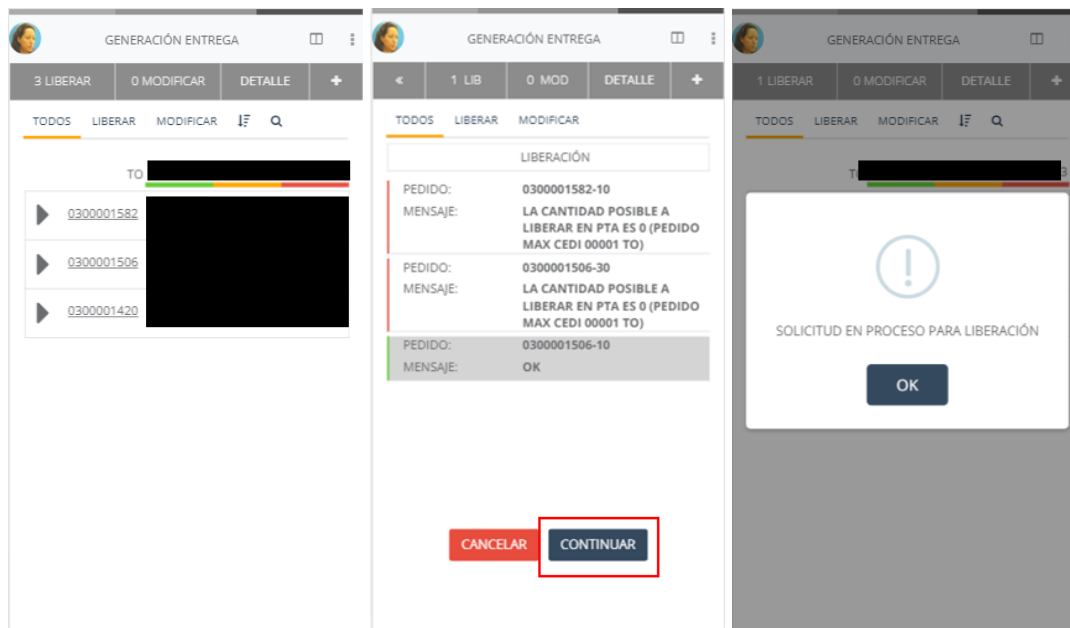 GENERACIÓN ENTREGA
3 LIBERAR 0 MODIFICAR DETALLE +
TODOS LIBERAR MODIFICAR
TO
0300001582
0300001506
0300001420
GENERACIÓN ENTREGA
« 1 LIB 0 MOD DETALLE +
TODOS LIBERAR MODIFICAR
LIBERACIÓN
PEDIDO: 0300001582-10
MENSAJE: LA CANTIDAD POSIBLE A
LIBERAR EN PTA ES 0 (PEDIDO
MAX CEDI 00001 TO)
PEDIDO: 0300001506-30
MENSAJE: LA CANTIDAD POSIBLE A
LIBERAR EN PTA ES 0 (PEDIDO
MAX CEDI 00001 TO)
PEDIDO: 0300001506-10
MENSAJE: OK
CANCELAR CONTINUAR
GENERACIÓN ENTREGA
1 LIBERAR 0 MODIFICAR DETALLE +
TODOS LIBERAR MODIFICAR
3
SOLICITUD EN PROCESO PARA LIBERACIÓN
OK